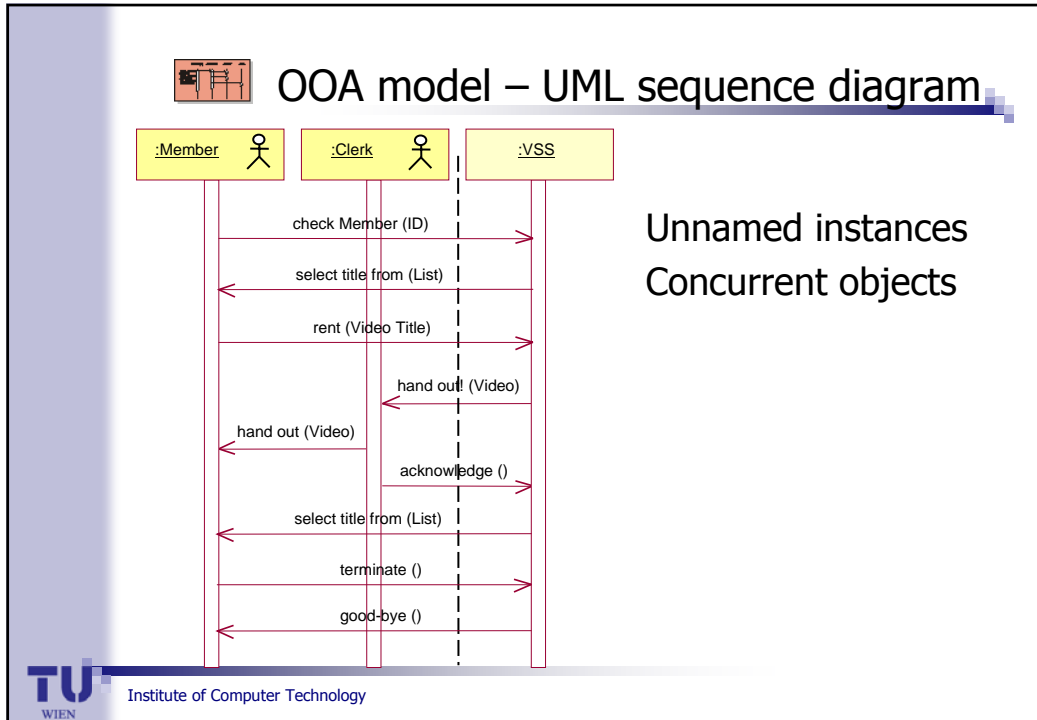 OOA model – UML sequence diagram
:Member
:Clerk
:VSS
check Member (ID)
select title from (List)
rent (Video Title)
hand out! (Video)
hand out (Video)
acknowledge ()
select title from (List)
terminate ()
good-bye ()
Unnamed instances
Concurrent objects
TU
WIEN
Institute of Computer Technology